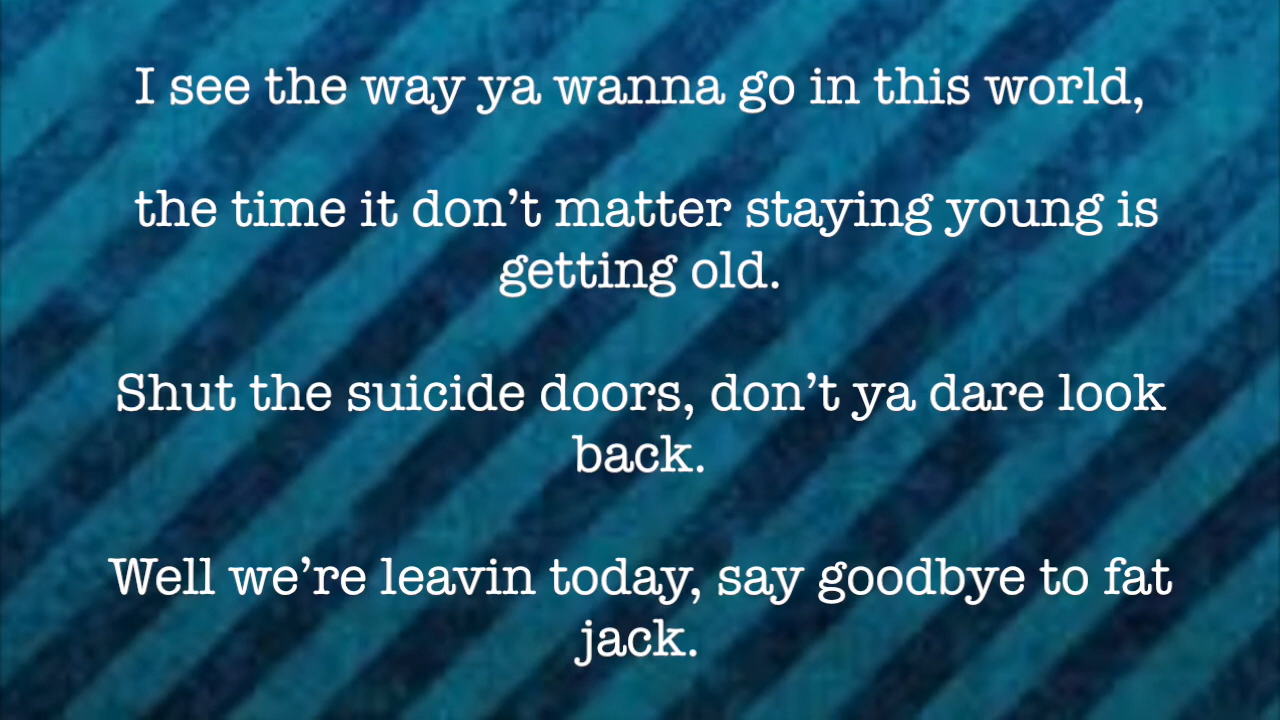 I see the way ya wanna go in this world,
the time it don’t matter staying young is
getting old.
Shut the suicide doors, don’t ya dare look
back.
Well we’re leavin today, say goodbye to fat
jack.